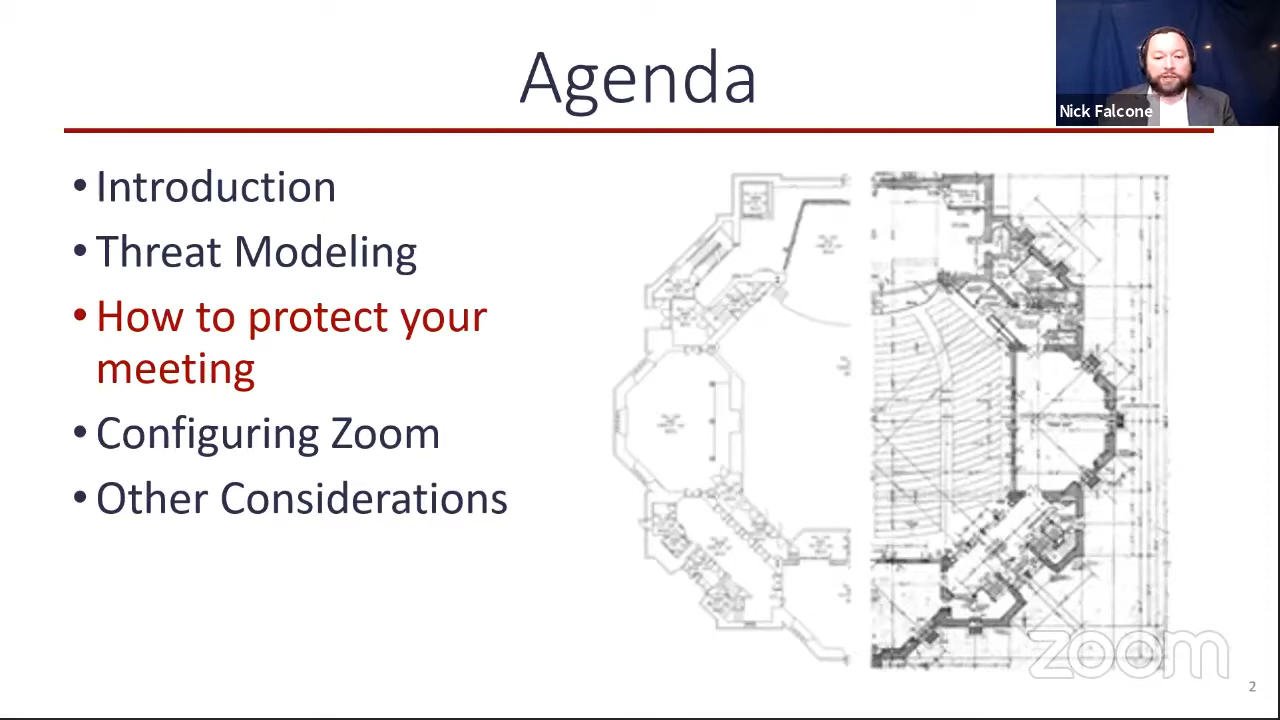 Agenda
Nick Falcone
• Introduction
• Threat Modeling
• How to protect your
meeting
• Configuring Zoom
• Other Considerations
zoom
2